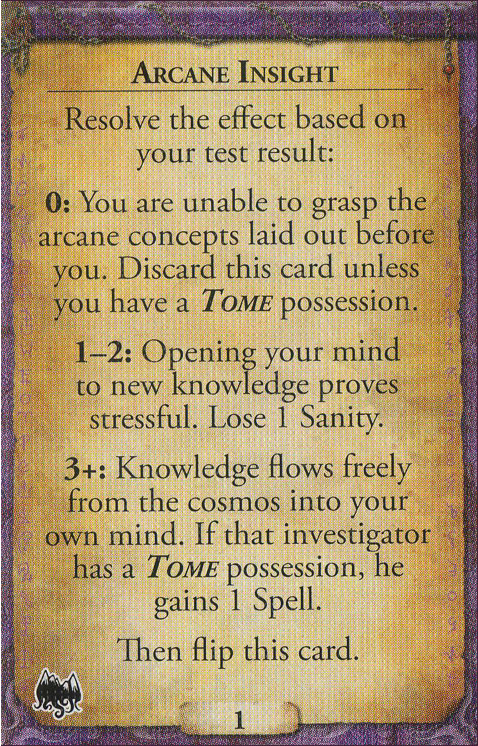 ARCANE INSIGHT
Resolve the effect based on
your test result:
0: You are unable to grasp the
arcane concepts laid out before
you. Discard this card unless
you have a TOME possession.
1–2: Opening your mind
to new knowledge proves
stressful. Lose 1 Sanity.
3+: Knowledge flows freely
from the cosmos into your
own mind. If that investigator
has a TOME possession, he
gains 1 Spell.
Then flip this card.
1